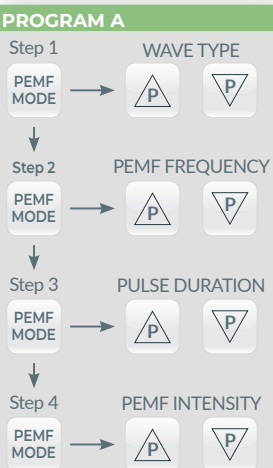 PROGRAM A
Step 1 WAVE TYPE
PEMF
MODE P P
Step 2 PEMF FREQUENCY
PEMF
MODE P P
Step 3 PULSE DURATION
PEMF
MODE P P
Step 4 PEMF INTENSITY
PEMF
MODE P P